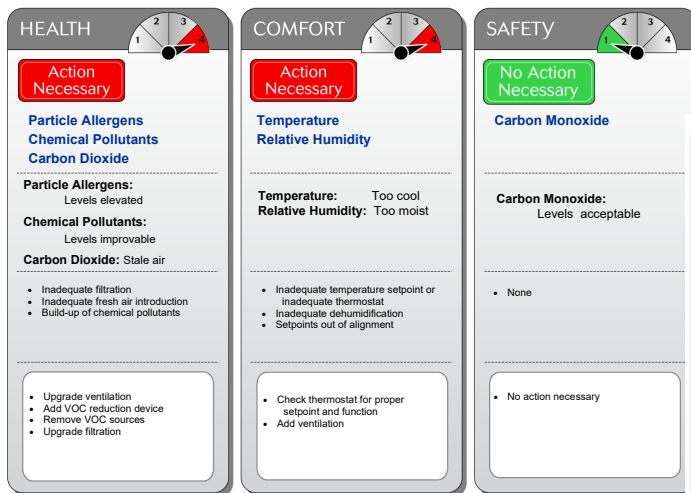 HEALTH
1 2 3 4
Action
Necessary
Particle Allergens
Chemical Pollutants
Carbon Dioxide
Particle Allergens:
Levels elevated
Chemical Pollutants:
Levels improvable
Carbon Dioxide: Stale air
• Inadequate filtration
• Inadequate fresh air introduction
• Build-up of chemical pollutants
• Upgrade ventilation
• Add VOC reduction device
• Remove VOC sources
• Upgrade filtration
COMFORT
1 2 3 4
Action
Necessary
Temperature
Relative Humidity
Temperature: Too cool
Relative Humidity: Too moist
• Inadequate temperature setpoint or
inadequate thermostat
• Inadequate dehumidification
• Setpoints out of alignment
• Check thermostat for proper
setpoint and function
• Add ventilation
SAFETY
1 2 3 4
No Action
Necessary
Carbon Monoxide
Carbon Monoxide:
Levels acceptable
• None
• No action necessary